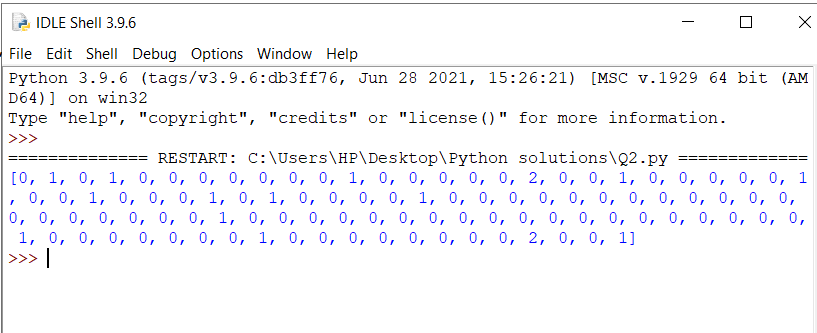 IDLE Shell 3.9.6
File Edit Shell Debug Options Window Help
Python 3.9.6 (tags/v3.9.6:db3ff76, Jun 28 2021, 15:26:21) [MSC v.1929 64 bit (AM
D64)] on win32
Type "help", "copyright", "credits" or "license()" for more information.
>>>
============== RESTART: C:\Users\HP\Desktop\Python solutions\Q2.py =============
[0, 1, 0, 1, 0, 0, 0, 0, 0, 0, 0, 1, 0, 0, 0, 0, 0, 2, 0, 0, 1, 0, 0, 0, 0, 0, 1
, 0, 0, 1, 0, 0, 0, 1, 0, 1, 0, 0, 0, 0, 1, 0, 0, 0, 0, 0, 0, 0, 0, 0, 0, 0, 0,
0, 0, 0, 0, 0, 0, 0, 1, 0, 0, 0, 0, 0, 0, 0, 0, 0, 0, 0, 0, 0, 0, 0, 0, 0, 0, 0,
 1, 0, 0, 0, 0, 0, 0, 0, 1, 0, 0, 0, 0, 0, 0, 0, 0, 2, 0, 0, 1]
>>>